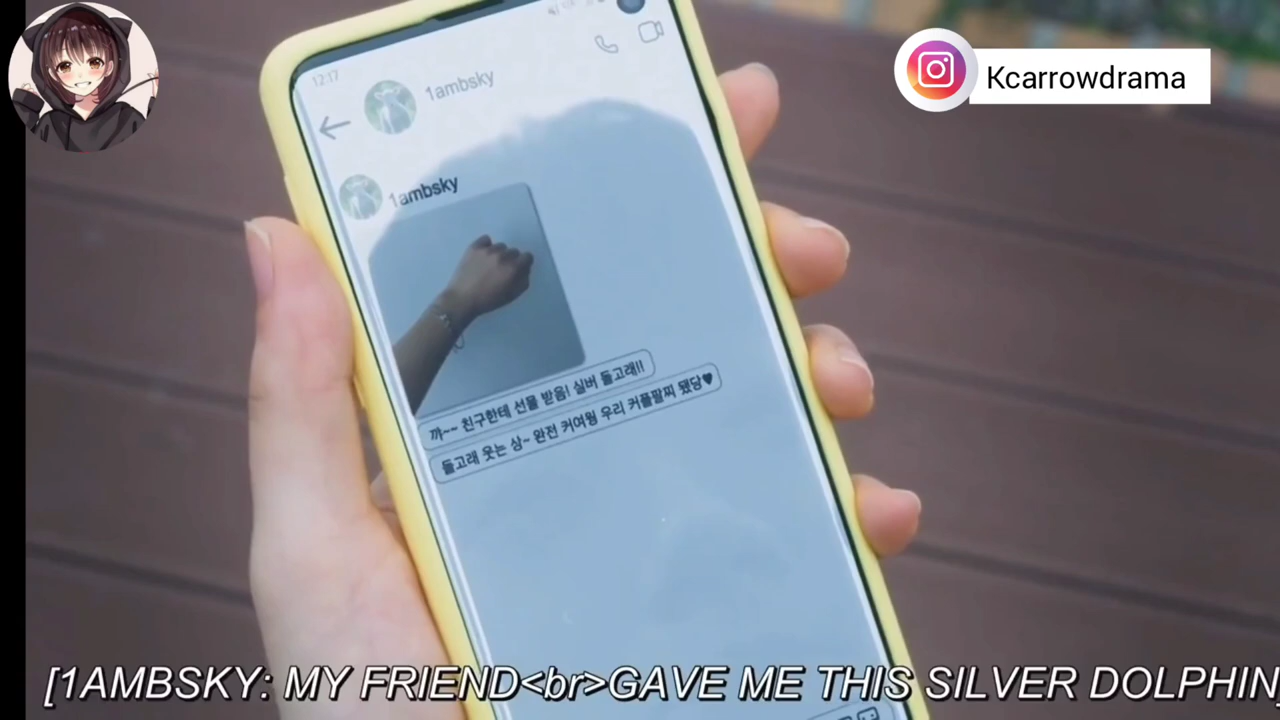 Kcarrowdrama
12:17
1ambsky
1ambsky
꺄~~ 친구한테 선물 받음! 실버 돌고래!!
돌고래 웃는 상~ 완전 커여웡 우리 커플팔찌 됐당♥
[1AMBSKY: MY FRIEND<br>GAVE ME THIS SILVER DOLPHIN]